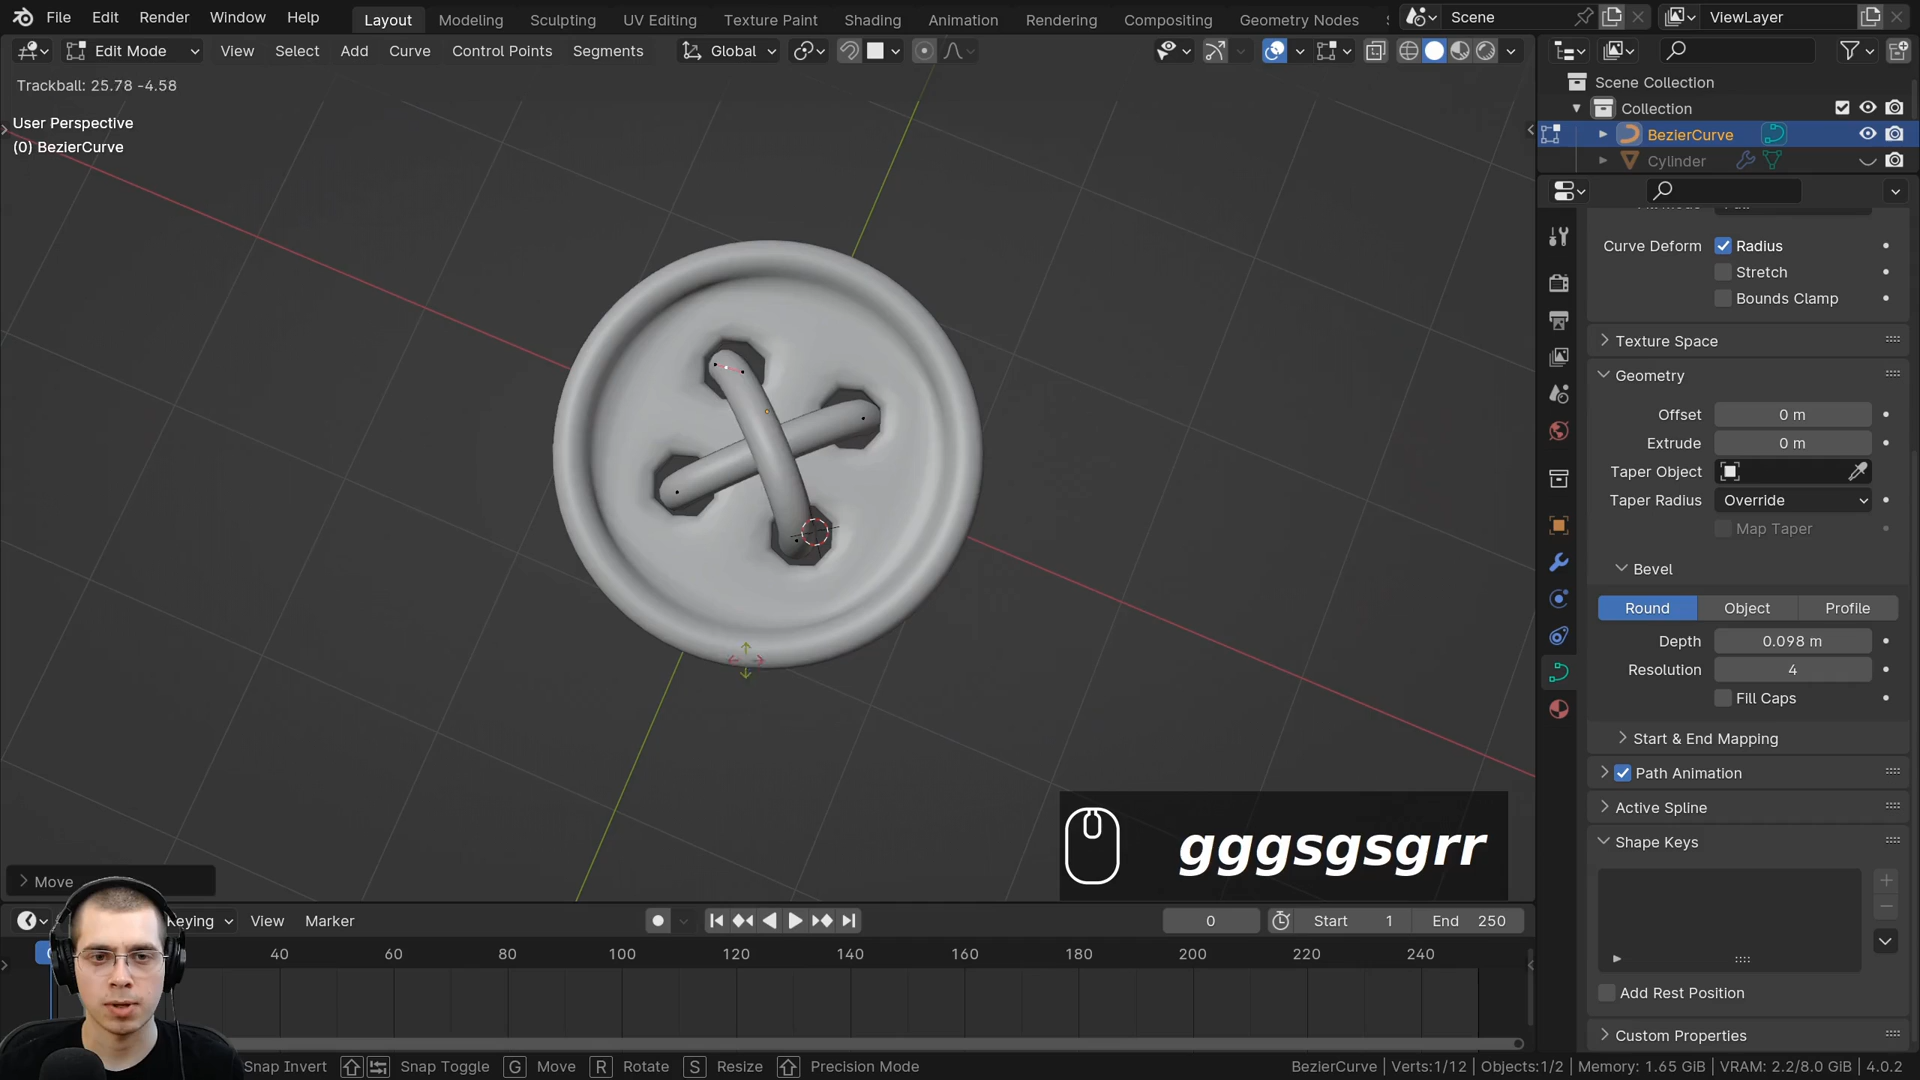 File Edit Render Window Help Layout Modeling Sculpting UV Editing Texture Paint Shading Animation Rendering Compositing Geometry Nodes Scene ViewLayer
Edit Mode View Select Add Curve Control Points Segments Global
Trackball: 25.78 -4.58
User Perspective
(0) BezierCurve
Scene Collection
Collection
BezierCurve
Cylinder
Curve Deform Radius
Stretch
Bounds Clamp
Texture Space
Geometry
Offset 0 m
Extrude 0 m
Taper Object
Taper Radius Override
Map Taper
Bevel
Round Object Profile
Depth 0.098 m
Resolution 4
Fill Caps
Start & End Mapping
Path Animation
Active Spline
Shape Keys
Add Rest Position
Custom Properties
gggsgsgrr
Move
Keying View Marker 0 Start 1 End 250
40 60 80 100 120 140 160 180 200 220 240
Snap Invert Snap Toggle G Move R Rotate S Resize Precision Mode BezierCurve | Verts:1/12 | Objects:1/2 | Memory: 1.65 GiB | VRAM: 2.2/8.0 GiB | 4.0.2